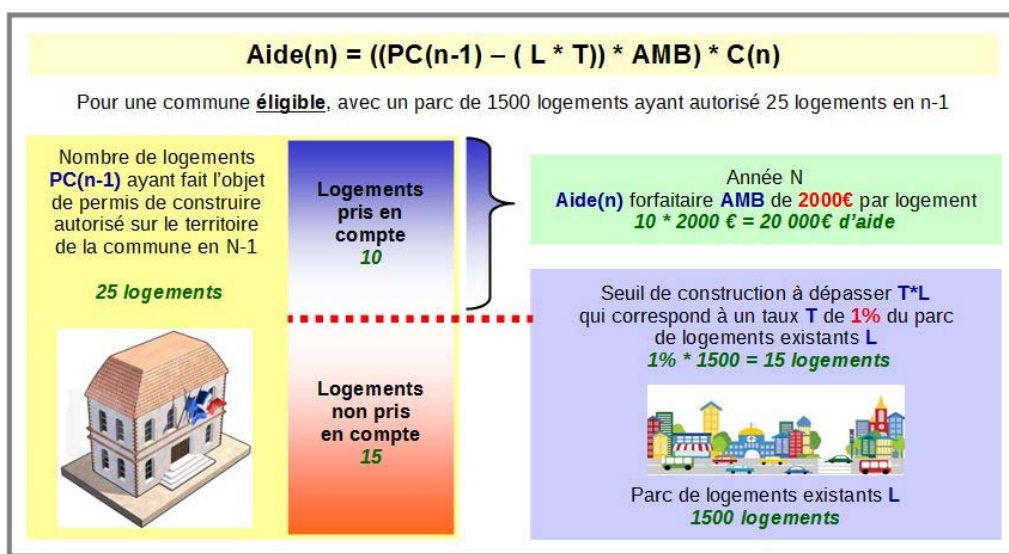 Aide(n) = ((PC(n-1) – ( L * T)) * AMB) * C(n)
Pour une commune éligible, avec un parc de 1500 logements ayant autorisé 25 logements en n-1
Nombre de logements
PC(n-1) ayant fait l'objet
de permis de construire
autorisé sur le territoire
de la commune en N-1
25 logements
Logements
pris en
compte
10
Logements
non pris
en compte
15
Année N
Aide(n) forfaitaire AMB de 2000€ par logement
10 * 2000 € = 20 000€ d'aide
Seuil de construction à dépasser T*L
qui correspond à un taux T de 1% du parc
de logements existants L
1% * 1500 = 15 logements
Parc de logements existants L
1500 logements